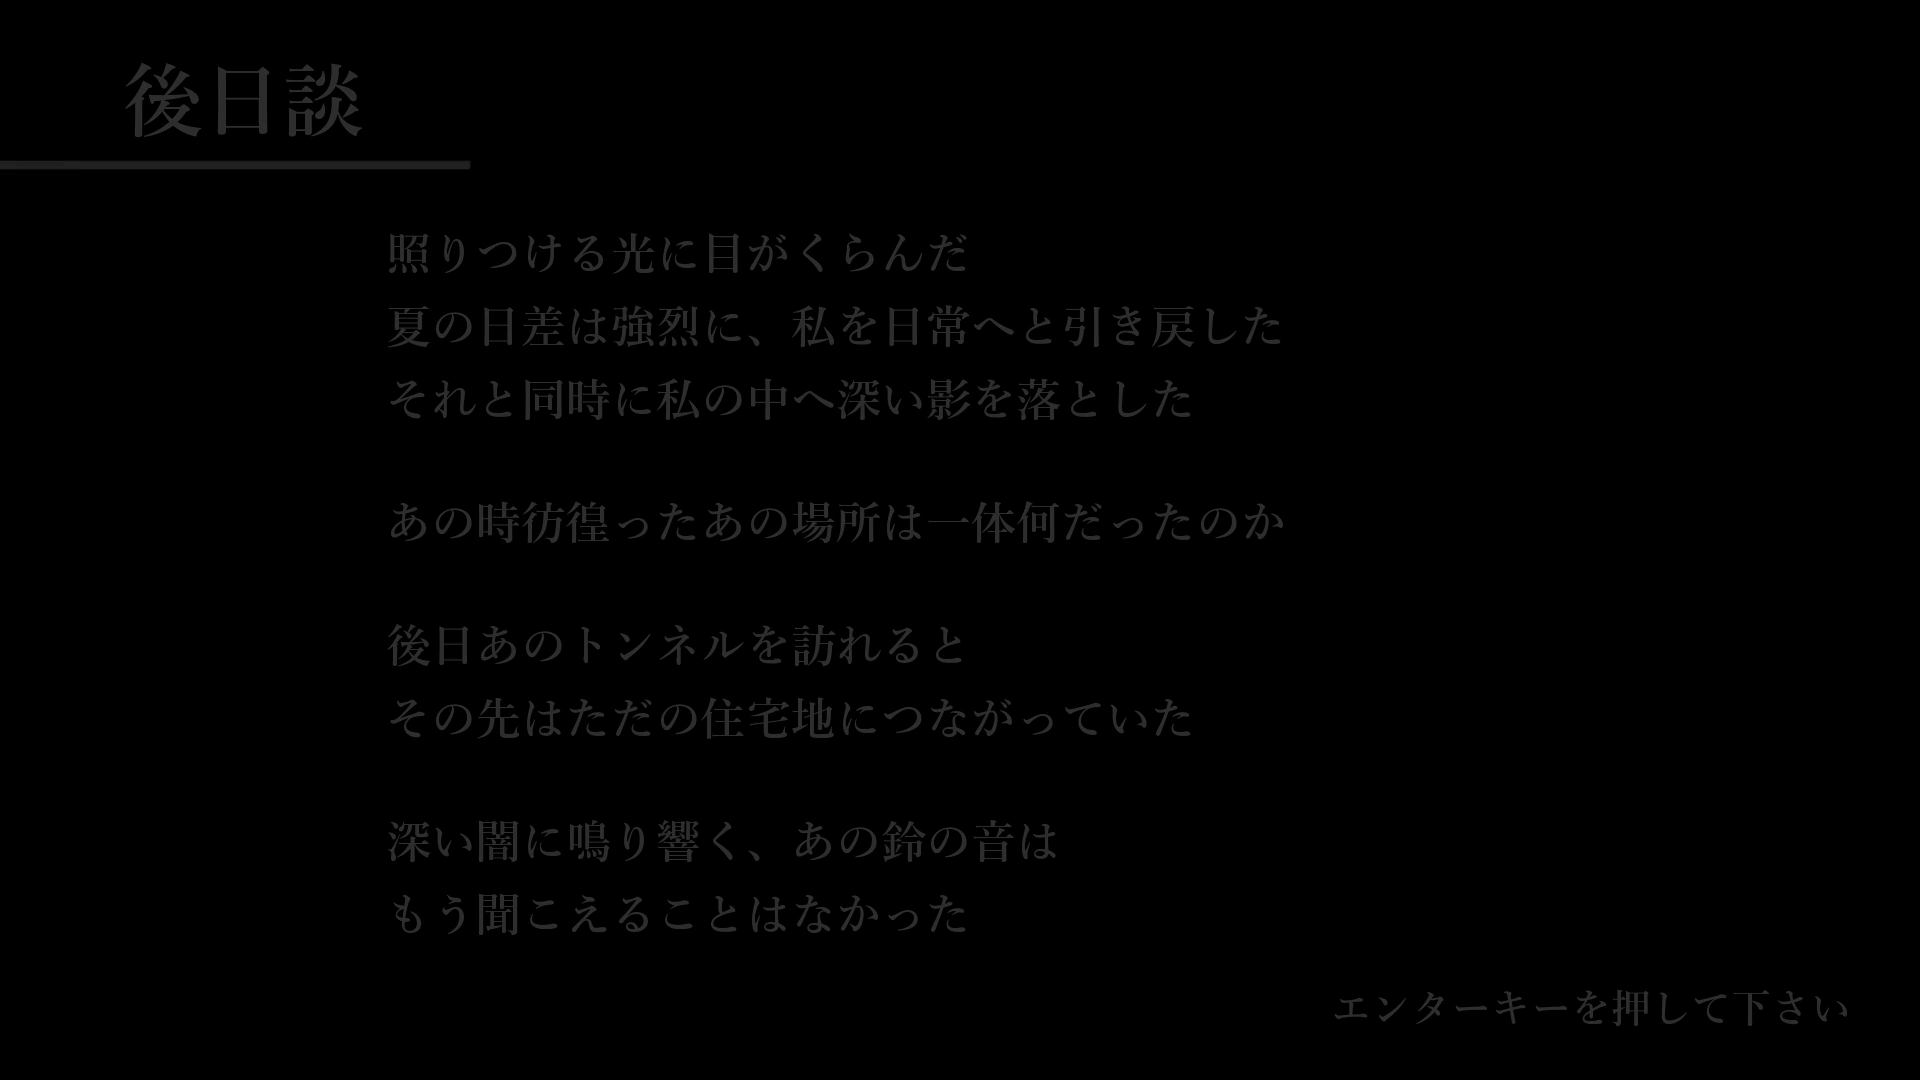 後日談
照りつける光に目がくらんだ
夏の日差は強烈に、私を日常へと引き戻した
それと同時に私の中へ深い影を落とした
あの時彷徨ったあの場所は一体何だったのか
後日あのトンネルを訪れると
その先はただの住宅地につながっていた
深い闇に鳴り響く、あの鈴の音は
もう聞こえることはなかった
エンターキーを押して下さい